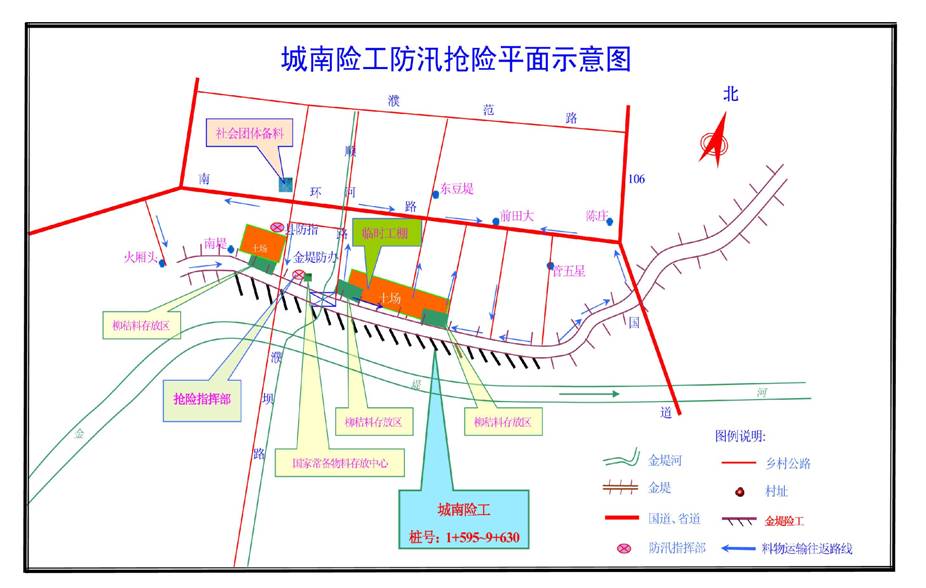 城南险工防汛抢险平面示意图
北
濮范路
社会团体备料
顺河路
106
南环路
东豆堤
前田大
陈庄
县防指
临时工棚
土场
南堤
火厢头
金堤防办
营五星
土场
国道
柳秸料存放区
濮坝路
抢险指挥部
堤
河
金
柳秸料存放区
柳秸料存放区
国家常备物料存放中心
城南险工
桩号：1+595~9+630
图例说明:
金堤河
乡村公路
金堤
村址
国道、省道
金堤险工
防汛指挥部
料物运输往返路线